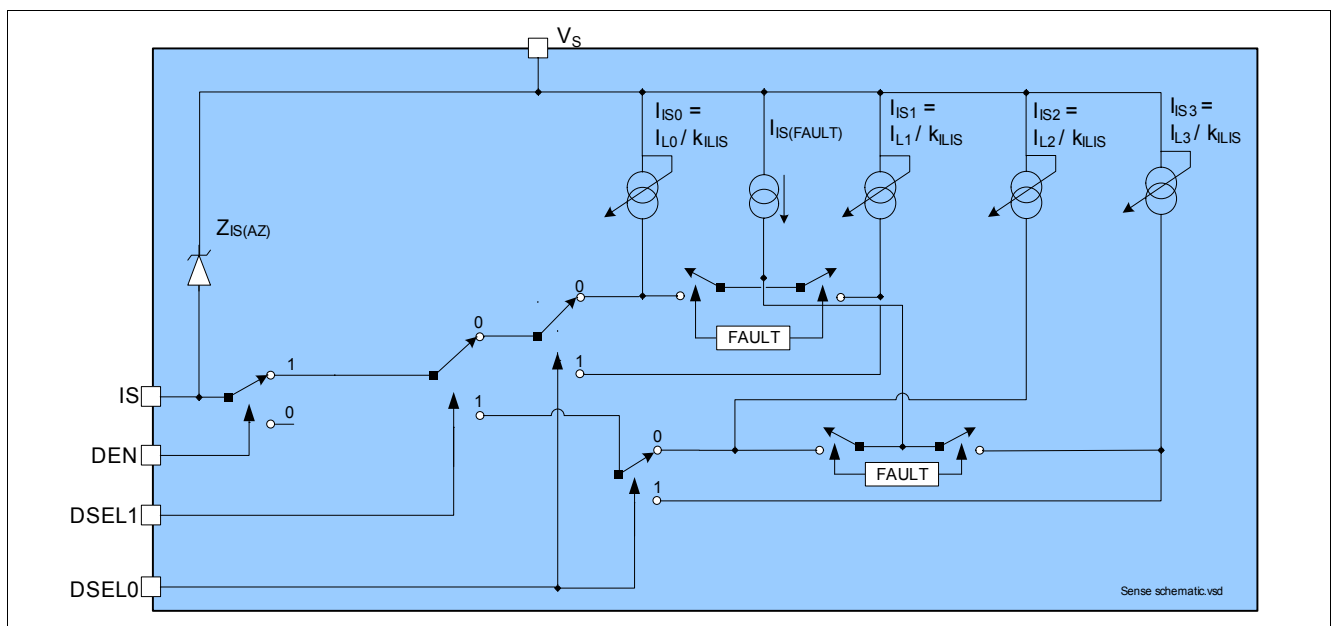 VS
IIS0 =
IL0 / kILIS
IIS(FAULT)
IIS1 =
IL1 / kILIS
IIS2 =
IL2 / kILIS
IIS3 =
IL3 / kILIS
ZIS(AZ)
0
0
FAULT
1
1
IS
0
1
0
DEN
FAULT
1
DSEL1
DSEL0
Sense schematic.vsd